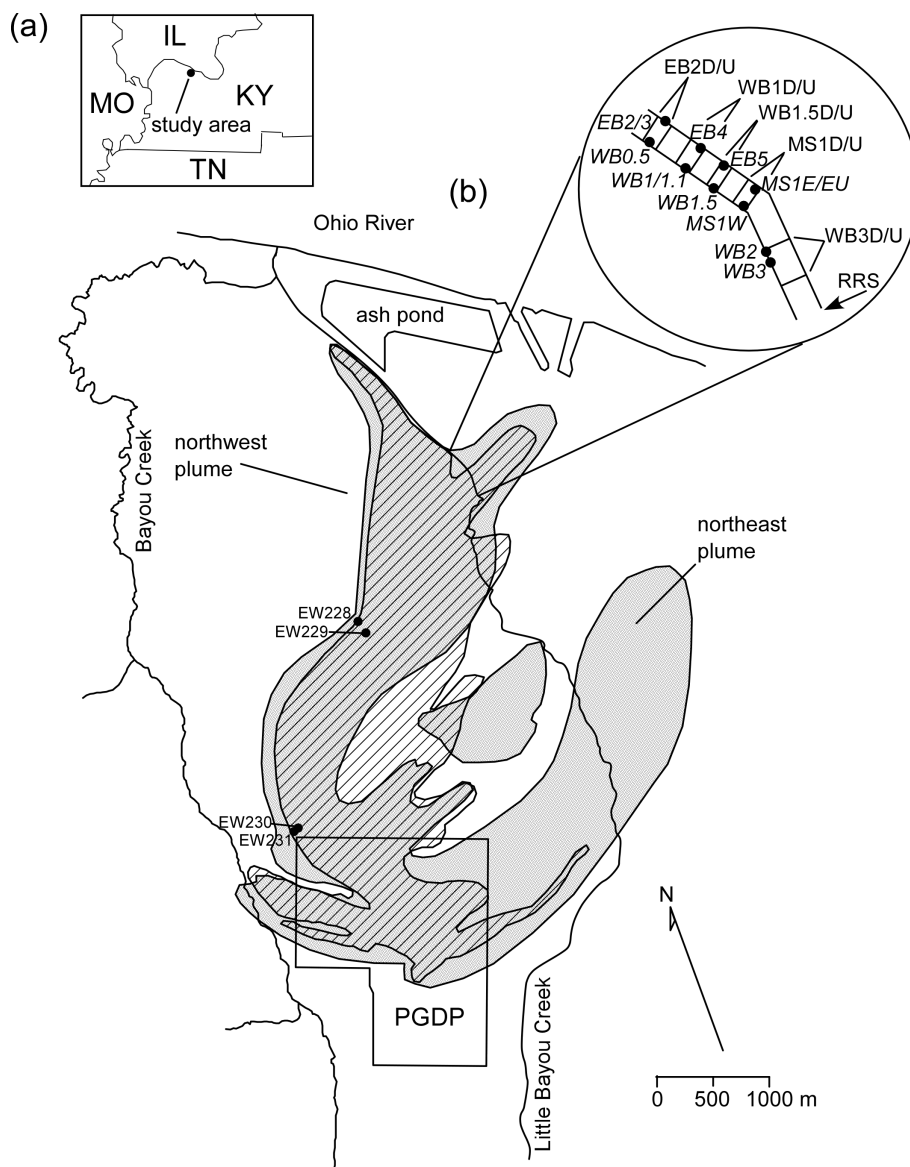 (a)
IL
MO
KY
study area
TN
(b)
EB2D/U
WB1D/U
WB1.5D/U
MS1D/U
EB2/3
EB4
WB0.5
EB5
WB1/1.1
MS1E/EU
WB1.5
MS1W
WB3D/U
WB2
WB3
RRS
Ohio River
ash pond
northwest
plume
Bayou Creek
northeast
plume
EW228
EW229
EW230
EW231
N
PGDP
Little Bayou Creek
0 500 1000 m